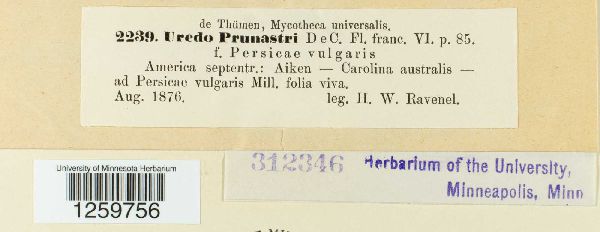 de Thümen, Mycotheca universalis.
2239. Uredo Prunastri DeC. Fl. franc. VI. p. 85.
f. Persicae vulgaris
America septentr.: Aiken — Carolina australis —
ad Persicae vulgaris Mill. folia viva.
Aug. 1876. leg. H. W. Ravenel.
312346 Herbarium of the University,
Minneapolis, Minn
University of Minnesota Herbarium
1259756